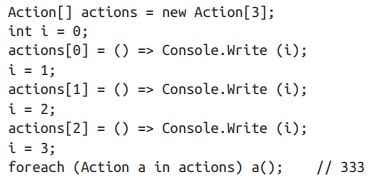 Action[] actions = new Action[3];
int i = 0;
actions[0] = () => Console.Write (i);
i = 1;
actions[1] = () => Console.Write (i);
i = 2;
actions[2] = () => Console.Write (i);
i = 3;
foreach (Action a in actions) a();    // 333